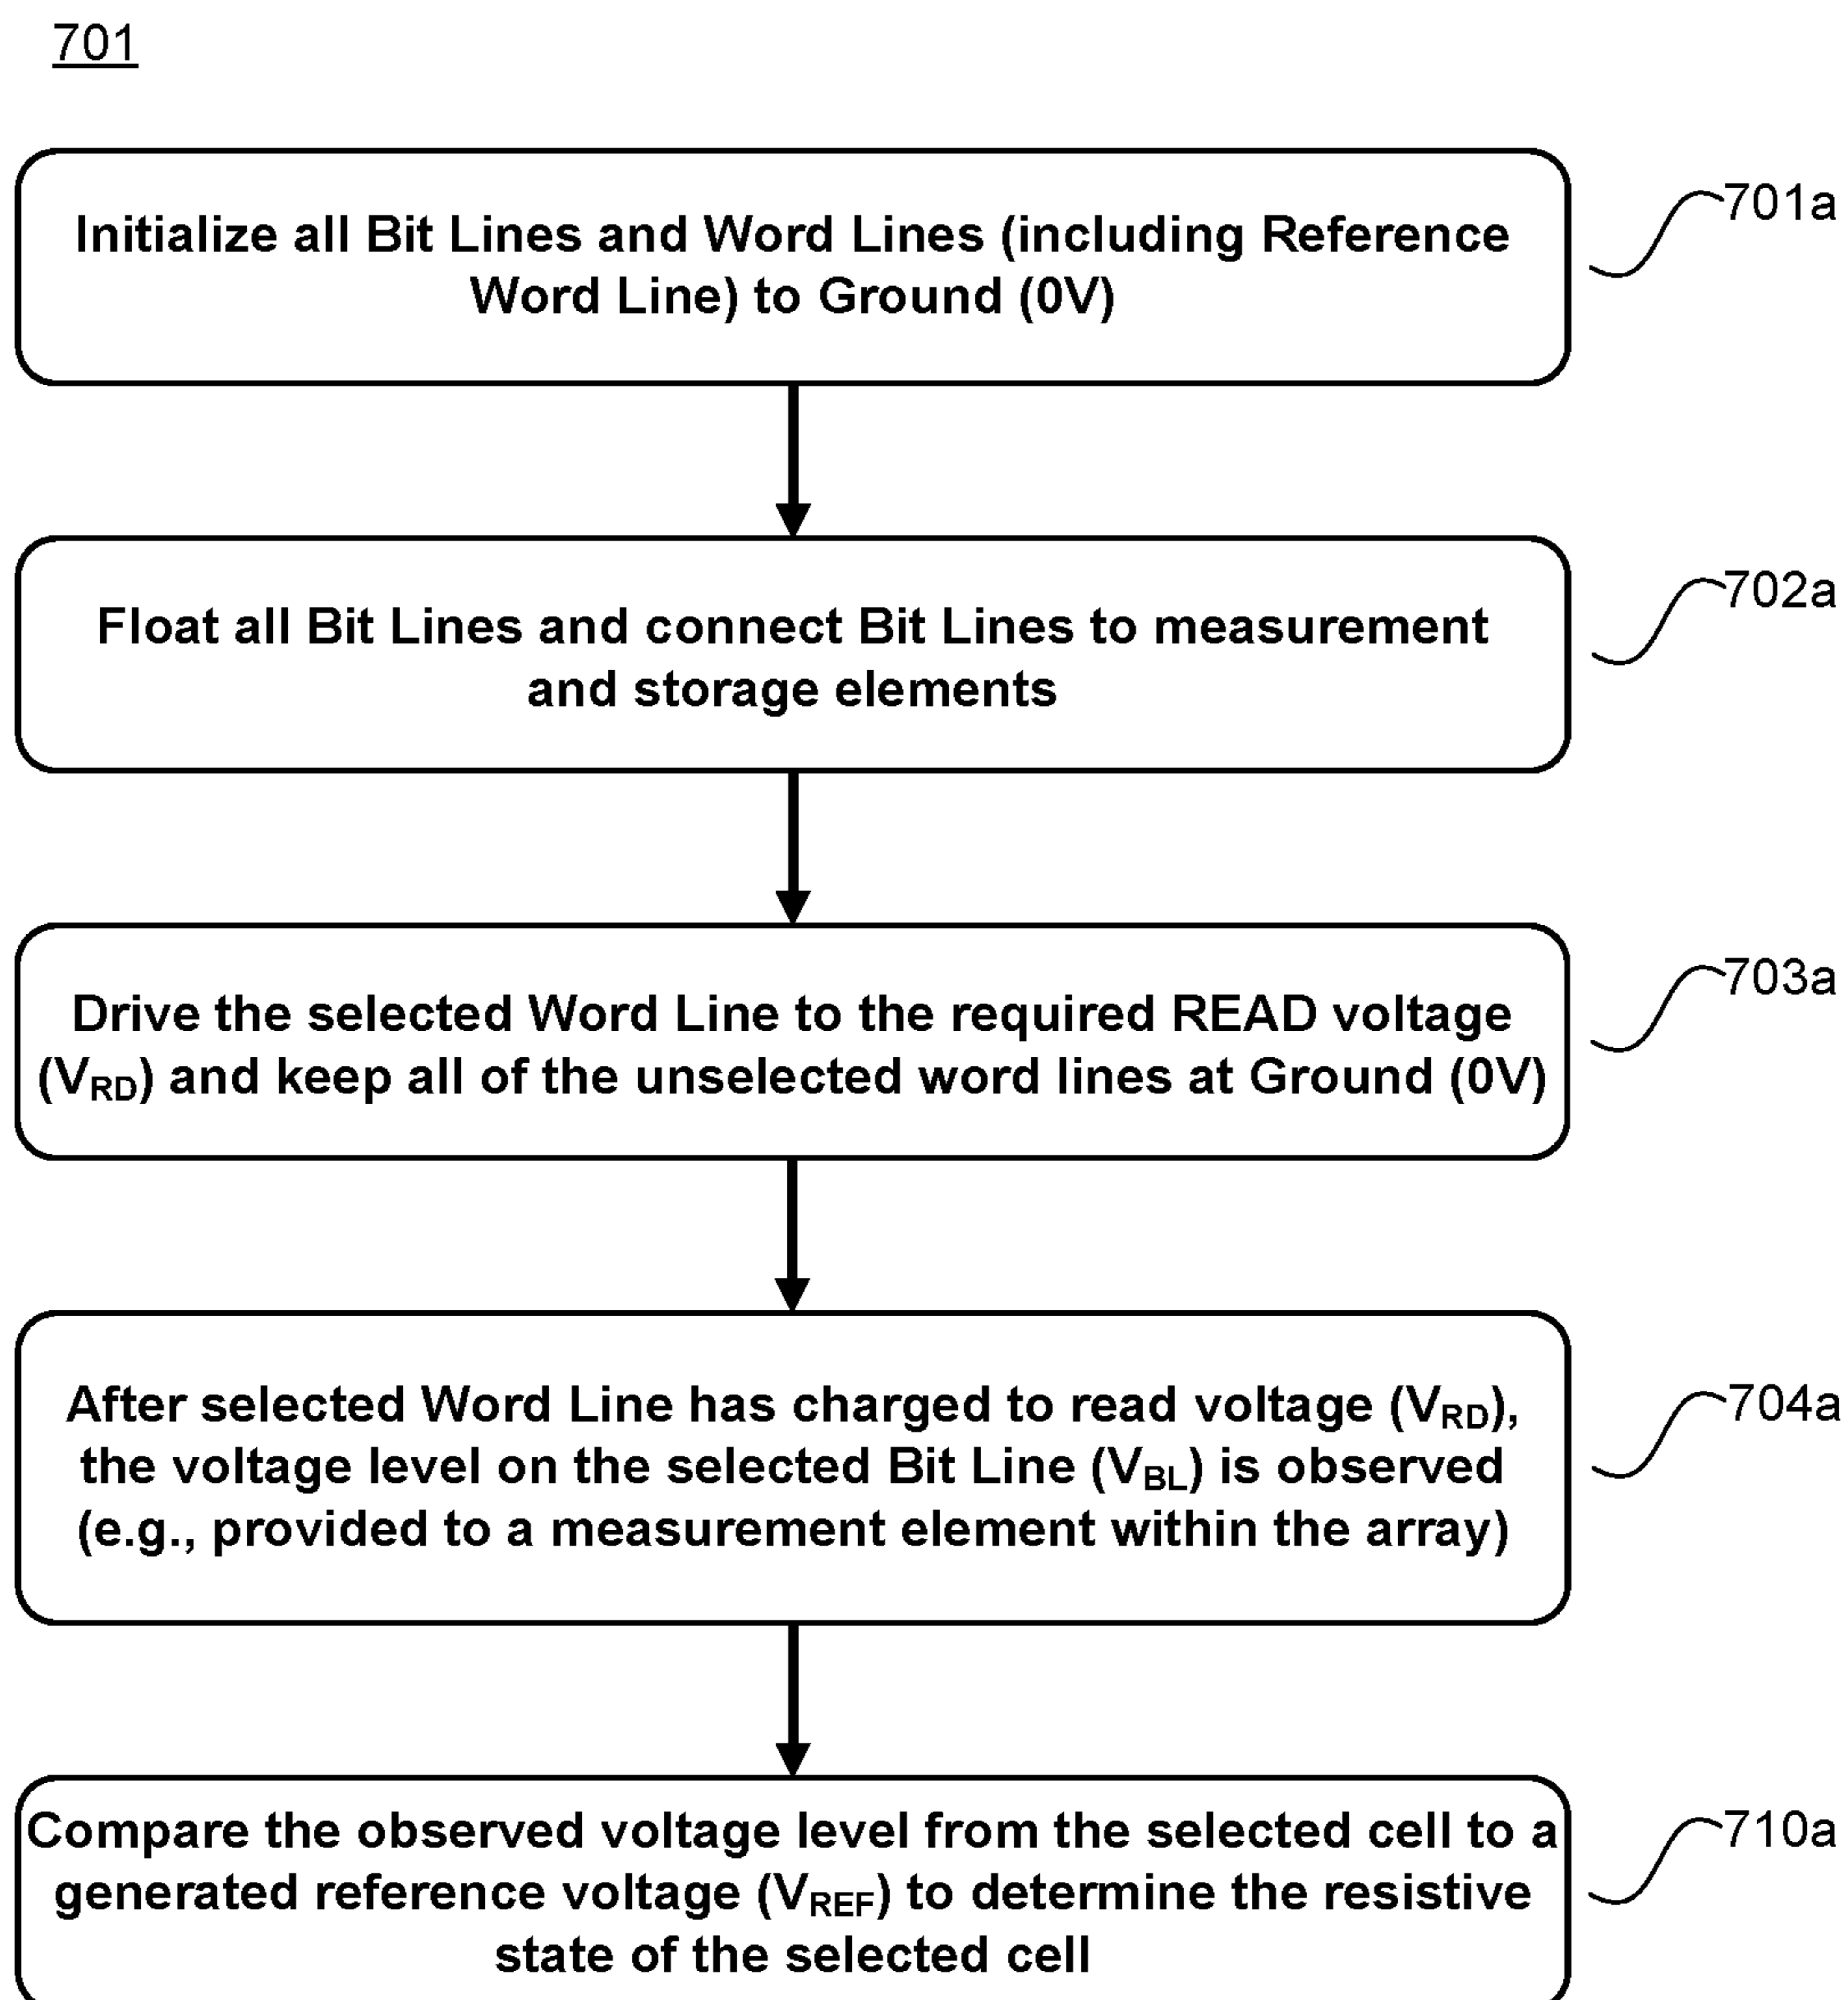 701
Initialize all Bit Lines and Word Lines (including Reference
Word Line) to Ground (0V)
701a
Float all Bit Lines and connect Bit Lines to measurement
and storage elements
702a
Drive the selected Word Line to the required READ voltage
(VRD) and keep all of the unselected word lines at Ground (0V)
703a
After selected Word Line has charged to read voltage (VRD),
the voltage level on the selected Bit Line (VBL) is observed
(e.g., provided to a measurement element within the array)
704a
Compare the observed voltage level from the selected cell to a
generated reference voltage (VREF) to determine the resistive
state of the selected cell
710a